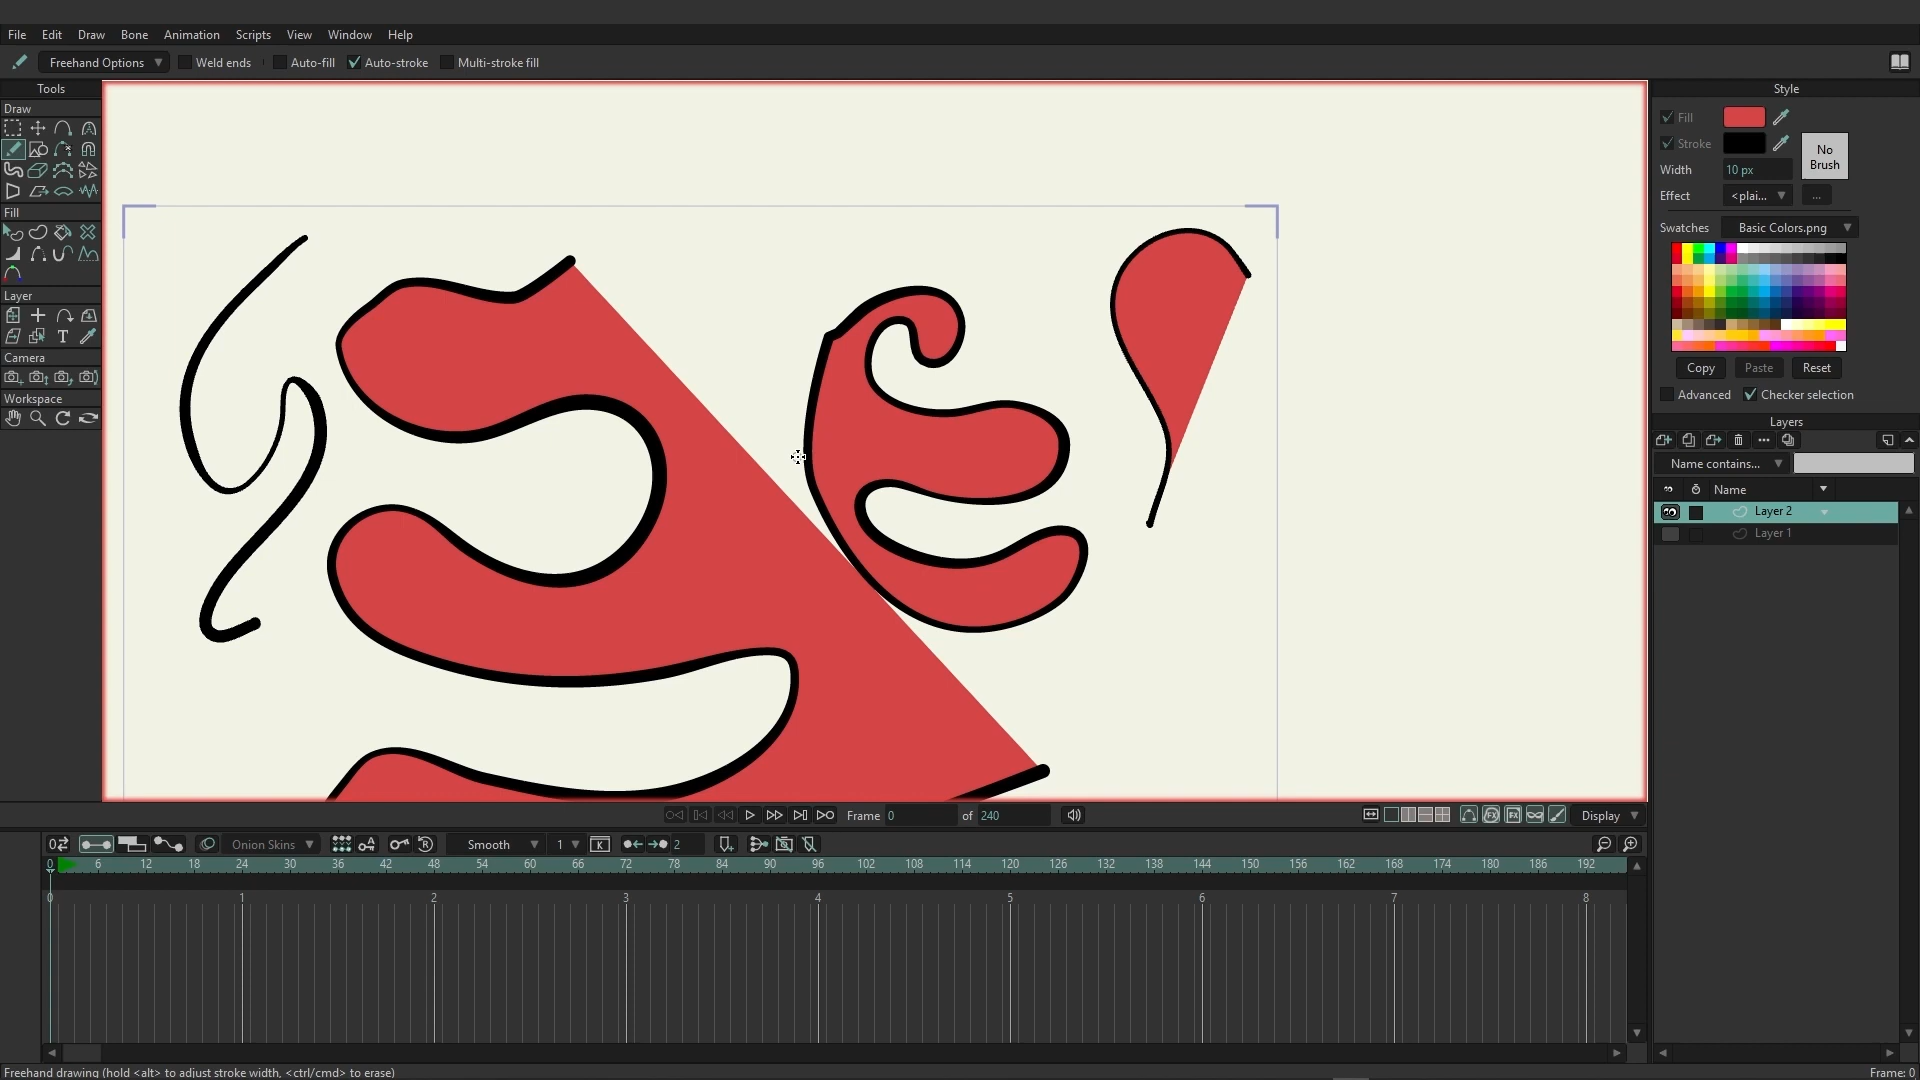 File Edit Draw Bone Animation Scripts View Window Help
Freehand Options Weld ends Auto-fill Auto-stroke Multi-stroke fill
Tools
Draw
Fill
Layer
T
Camera
Workspace
Style
Fill
Stroke
No Brush
Width 10 px
Effect <plai... ...
Swatches Basic Colors.png
Copy Paste Reset
Advanced Checker selection
Layers
Name contains...
Name
Layer 2
Layer 1
Frame 0 of 240 Display
Onion Skins Smooth 1 K 2
0 6 12 18 24 30 36 42 48 54 60 66 72 78 84 90 96 102 108 114 120 126 132 138 144 150 156 162 168 174 180 186 192
0 1 2 3 4 5 6 7 8
Freehand drawing (hold <alt> to adjust stroke width, <ctrl/cmd> to erase) Frame: 0